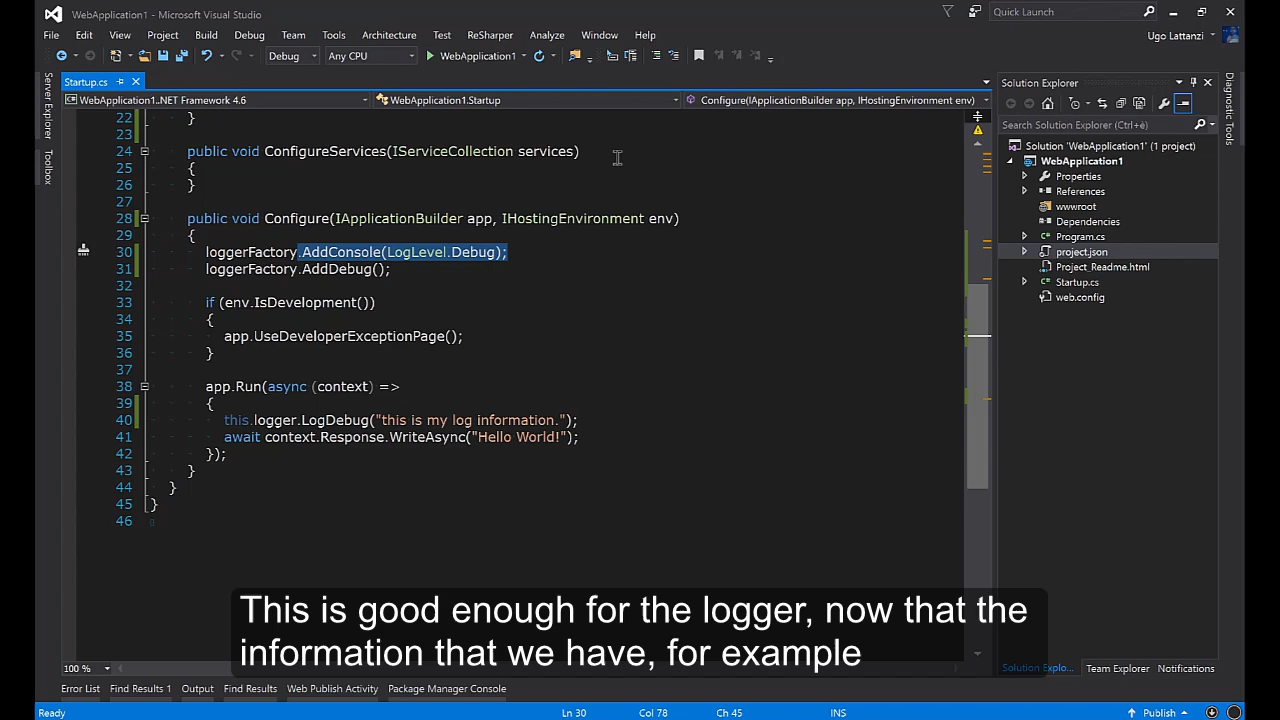 WebApplication1 - Microsoft Visual Studio
Quick Launch
File Edit View Project Build Debug Team Tools Architecture Test ReSharper Analyze Window Help
Ugo Lattanzi
Debug Any CPU WebApplication1
Server Explorer
Toolbox
Startup.cs
WebApplication1..NET Framework 4.6 WebApplication1.Startup Configure(IApplicationBuilder app, IHostingEnvironment env)
22 }
23
24 public void ConfigureServices(IServiceCollection services)
25 {
26 }
27
28 public void Configure(IApplicationBuilder app, IHostingEnvironment env)
29 {
30 loggerFactory.AddConsole(LogLevel.Debug);
31 loggerFactory.AddDebug();
32
33 if (env.IsDevelopment())
34 {
35 app.UseDeveloperExceptionPage();
36 }
37
38 app.Run(async (context) =>
39 {
40 this.logger.LogDebug("this is my log information.");
41 await context.Response.WriteAsync("Hello World!");
42 });
43 }
44 }
45 }
46
100 %
Solution Explorer
Search Solution Explorer (Ctrl+è)
Solution 'WebApplication1' (1 project)
WebApplication1
Properties
References
wwwroot
Dependencies
Program.cs
project.json
Project_Readme.html
Startup.cs
web.config
Diagnostic Tools
This is good enough for the logger, now that the
information that we have, for example
Solution Explo... Team Explorer Notifications
Error List Find Results 1 Output Find Results Web Publish Activity Package Manager Console
Ready Ln 30 Col 78 Ch 45 INS Publish